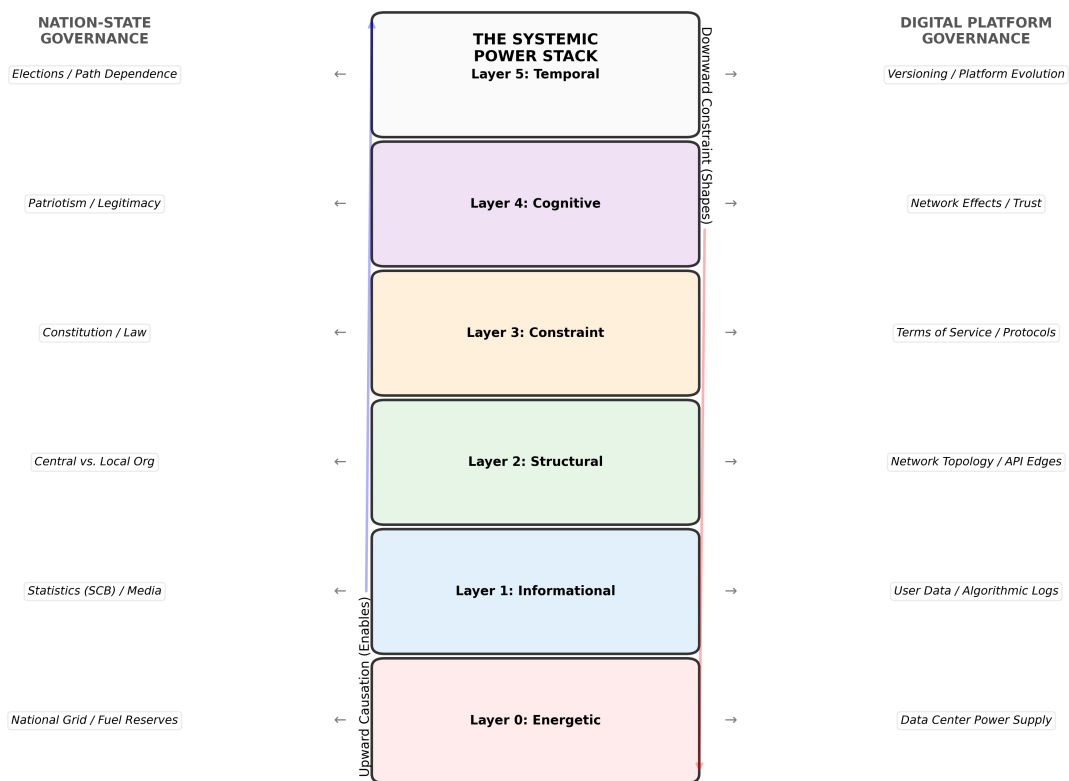 NATION-STATE
GOVERNANCE
THE SYSTEMIC
POWER STACK
DIGITAL PLATFORM
GOVERNANCE
Elections / Path Dependence
←
Layer 5: Temporal
→
Versioning / Platform Evolution
Downward Constraint (Shapes)
Patriotism / Legitimacy
←
Layer 4: Cognitive
→
Network Effects / Trust
Constitution / Law
←
Layer 3: Constraint
→
Terms of Service / Protocols
Central vs. Local Org
←
Layer 2: Structural
→
Network Topology / API Edges
Statistics (SCB) / Media
←
Layer 1: Informational
→
User Data / Algorithmic Logs
Upward Causation (Enables)
National Grid / Fuel Reserves
←
Layer 0: Energetic
→
Data Center Power Supply